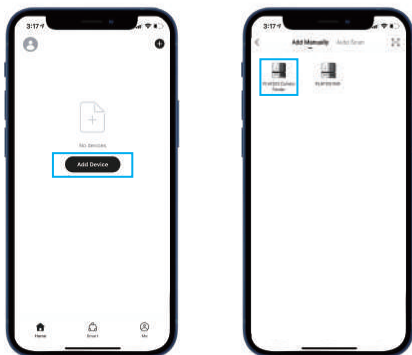 3:17
No devices
Add Device
Home
Smart
Me
3:17
Add Manually Auto Scan